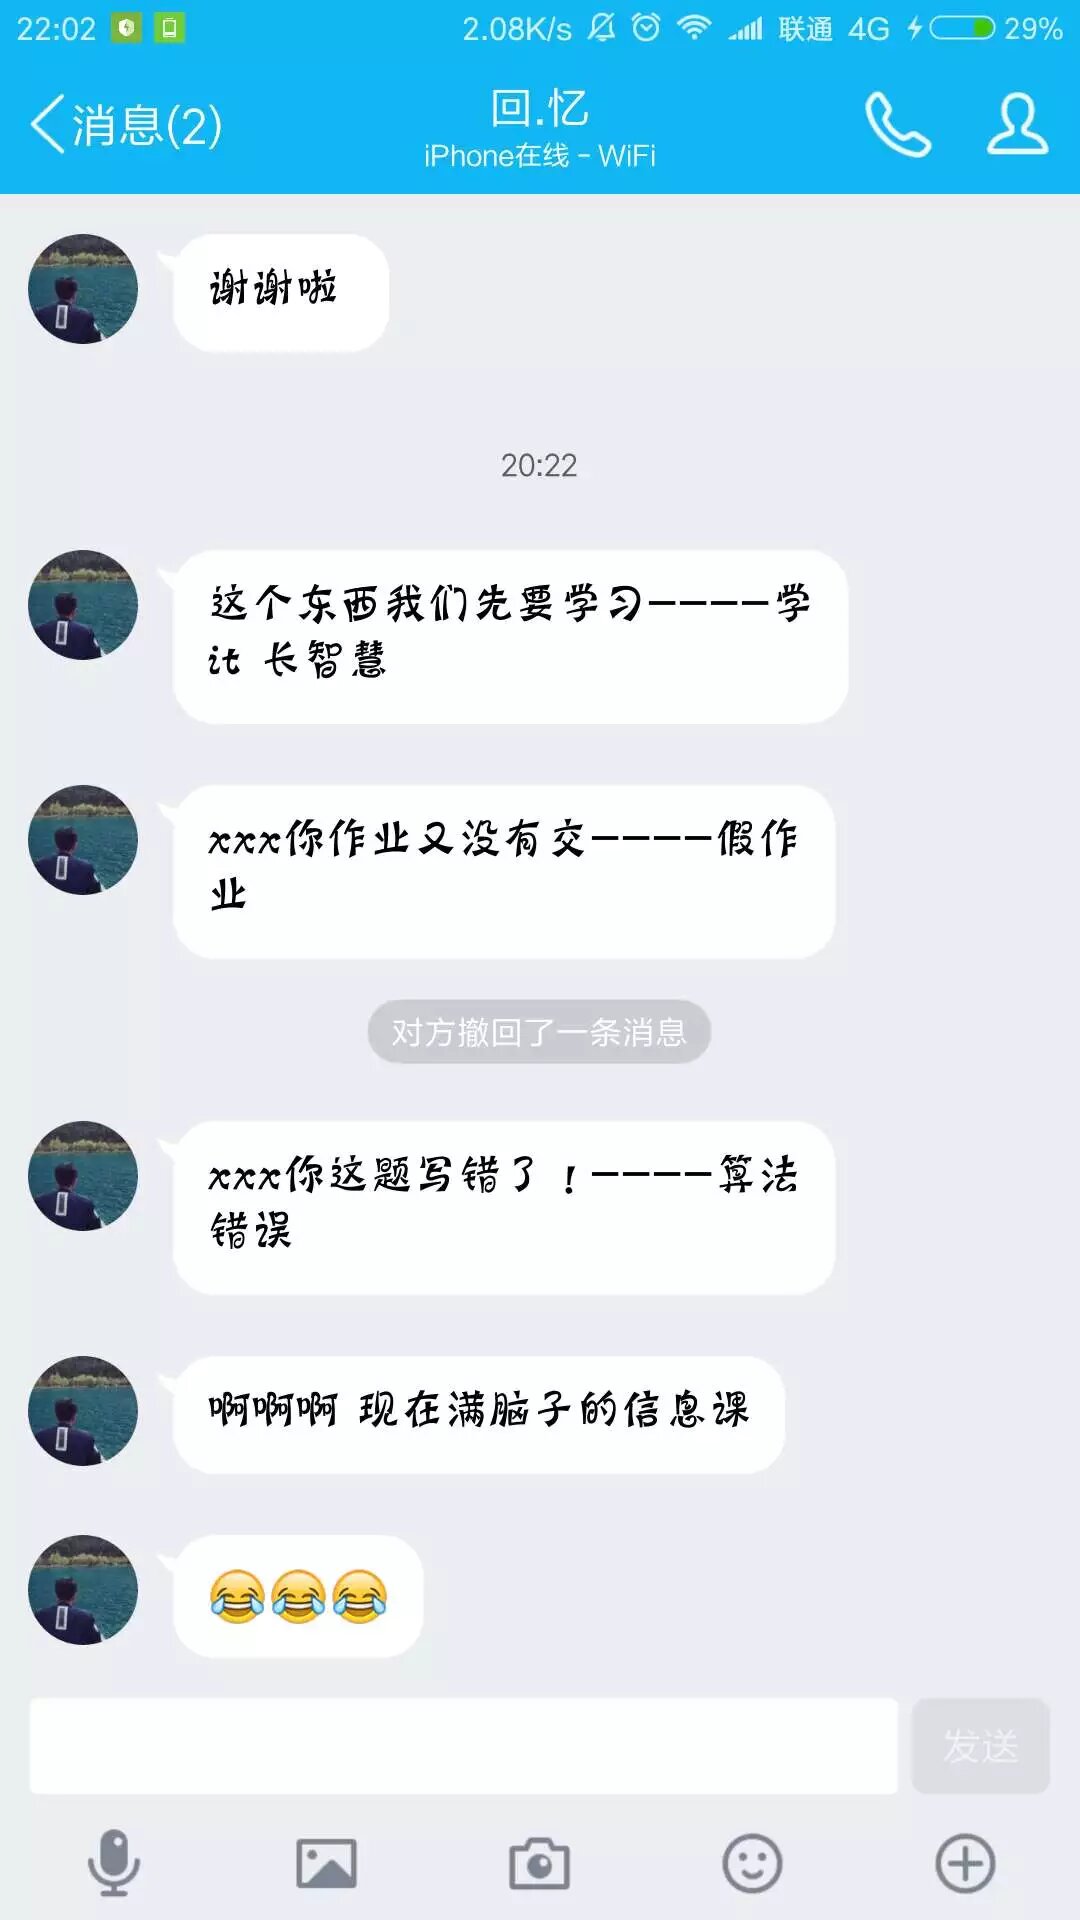 22:02 2.08K/s 联通 4G 29%
消息(2) 回.忆
iPhone在线 - WiFi
谢谢啦
20:22
这个东西我们先要学习----学
it 长智慧
xxx你作业又没有交----假作
业
对方撤回了一条消息
xxx你这题写错了！----算法
错误
啊啊啊 现在满脑子的信息课
😂😂😂
发送